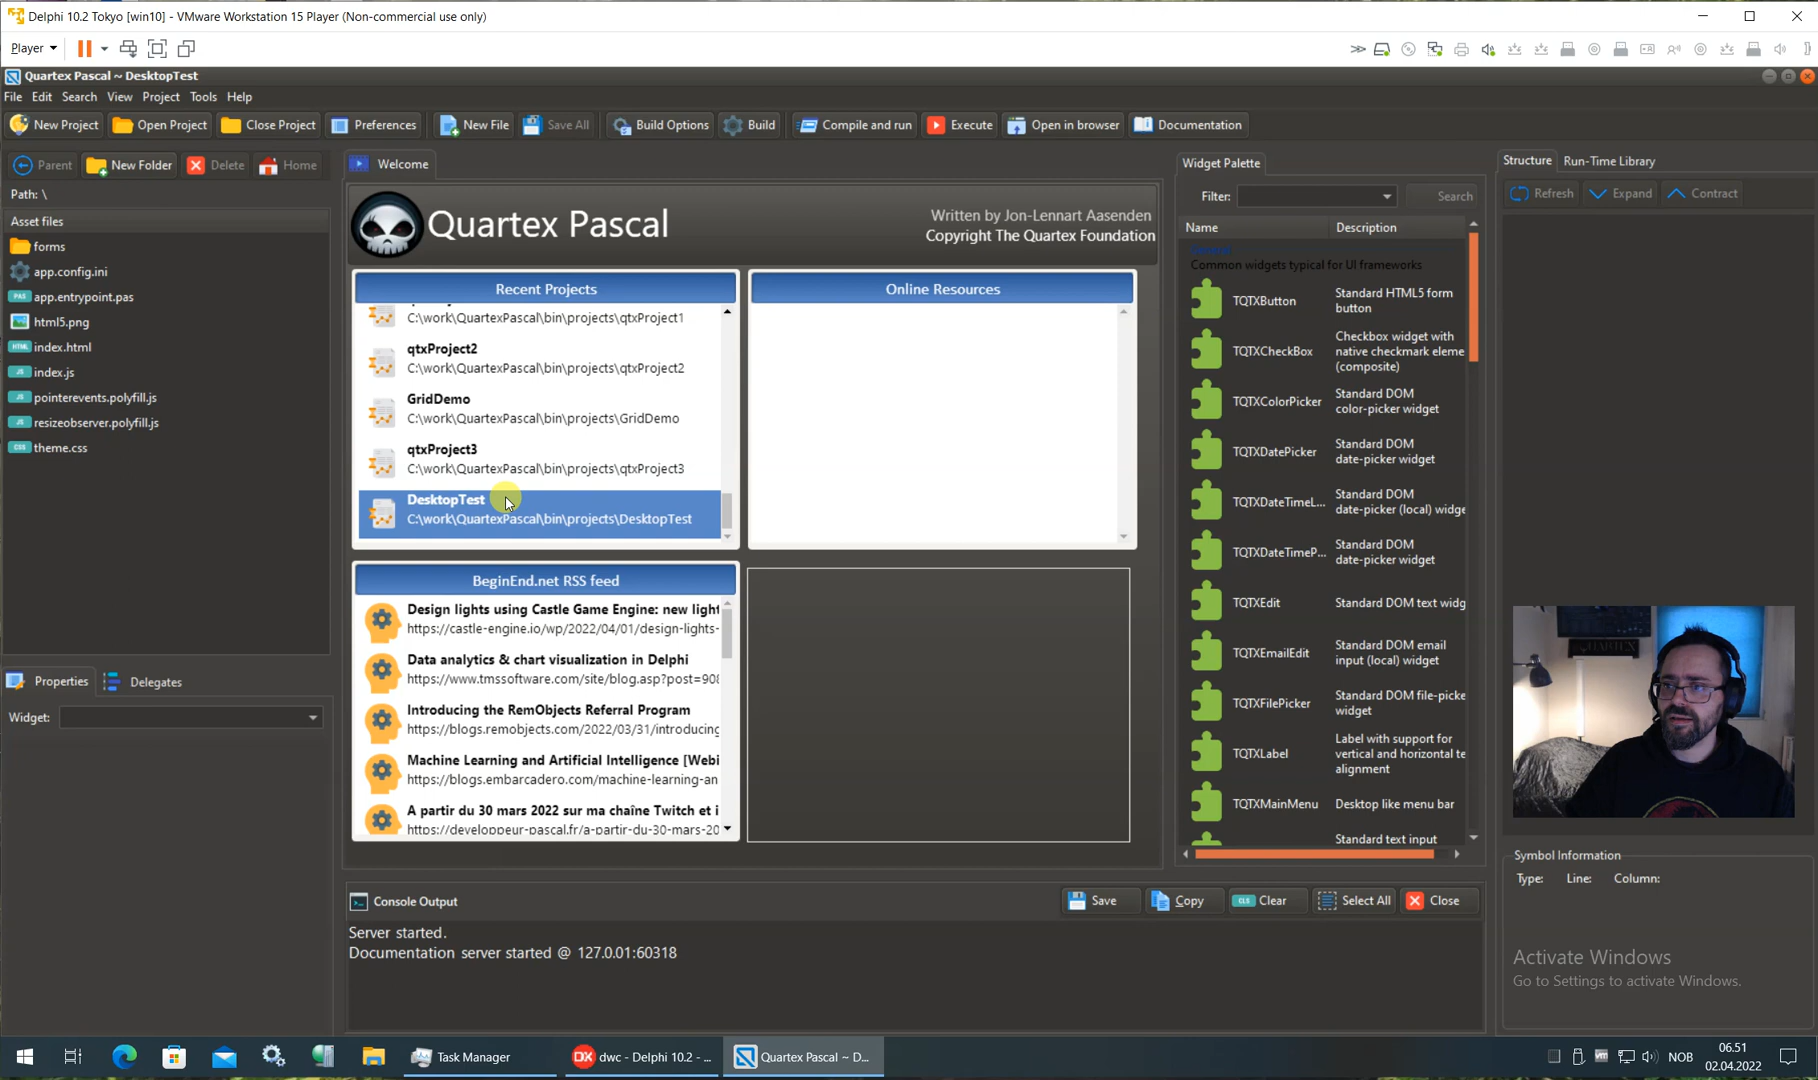 Delphi 10.2 Tokyo [win10] - VMware Workstation 15 Player (Non-commercial use only)
Player
Quartex Pascal ~ DesktopTest
File Edit Search View Project Tools Help
New Project Open Project Close Project Preferences New File Save All Build Options Build Compile and run Execute Open in browser Documentation
Parent New Folder Delete Home
Path: \
Asset files
forms
app.config.ini
app.entrypoint.pas
html5.png
index.html
index.js
pointerevents.polyfill.js
resizeobserver.polyfill.js
theme.css
Properties Delegates
Widget:
Welcome
Quartex Pascal
Written by Jon-Lennart Aasenden
Copyright The Quartex Foundation
Recent Projects
C:\work\QuartexPascal\bin\projects\qtxProject1
qtxProject2
C:\work\QuartexPascal\bin\projects\qtxProject2
GridDemo
C:\work\QuartexPascal\bin\projects\GridDemo
qtxProject3
C:\work\QuartexPascal\bin\projects\qtxProject3
DesktopTest
C:\work\QuartexPascal\bin\projects\DesktopTest
Online Resources
BeginEnd.net RSS feed
Design lights using Castle Game Engine: new light
https://castle-engine.io/wp/2022/04/01/design-lights-
Data analytics & chart visualization in Delphi
https://www.tmssoftware.com/site/blog.asp?post=908
Introducing the RemObjects Referral Program
https://blogs.remobjects.com/2022/03/31/introducing
Machine Learning and Artificial Intelligence [Webi
https://blogs.embarcadero.com/machine-learning-an
A partir du 30 mars 2022 sur ma chaîne Twitch et i
https://developpeur-pascal.fr/a-partir-du-30-mars-20
Widget Palette
Filter:
Search
Name Description
Common widgets typical for UI frameworks
TQTXButton Standard HTML5 form
button
TQTXCheckBox Checkbox widget with
native checkmark eleme
(composite)
TQTXColorPicker Standard DOM
color-picker widget
TQTXDatePicker Standard DOM
date-picker widget
TQTXDateTimeL... Standard DOM
date-picker (local) widge
TQTXDateTimeP... Standard DOM
date-picker widget
TQTXEdit Standard DOM text widg
TQTXEmailEdit Standard DOM email
input (local) widget
TQTXFilePicker Standard DOM file-picke
widget
TQTXLabel Label with support for
vertical and horizontal te
alignment
TQTXMainMenu Desktop like menu bar
Standard text input
Structure Run-Time Library
Refresh Expand Contract
Symbol Information
Type: Line: Column:
Console Output
Save Copy Clear Select All Close
Server started.
Documentation server started @ 127.0.01:60318
Activate Windows
Go to Settings to activate Windows.
Task Manager
dwc - Delphi 10.2 - ...
Quartex Pascal ~ D...
NOB
06.51
02.04.2022